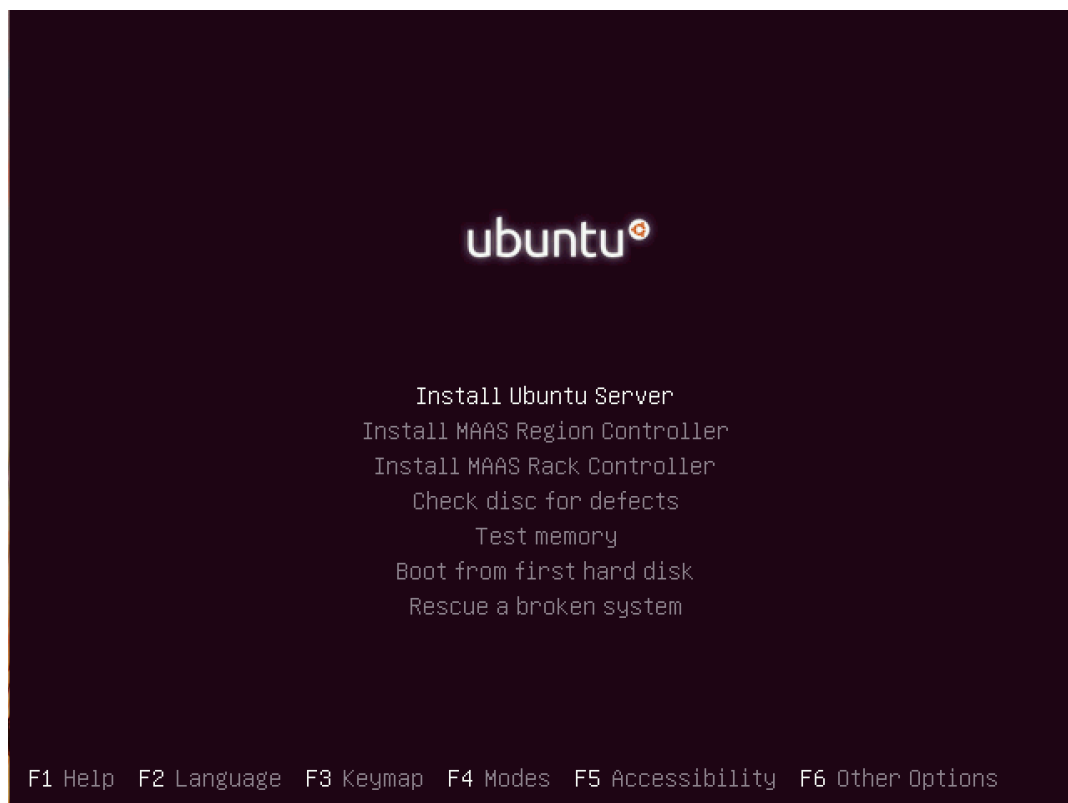 ubuntu
Install Ubuntu Server
Install MAAS Region Controller
Install MAAS Rack Controller
Check disc for defects
Test memory
Boot from first hard disk
Rescue a broken system
F1 Help F2 Language F3 Keymap F4 Modes F5 Accessibility F6 Other Options